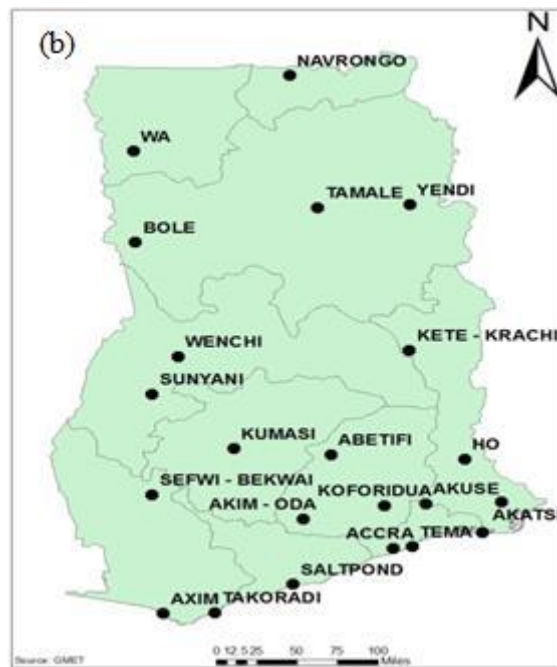 (b)
N
NAVRONGO
WA
TAMALE
YENDI
BOLE
WENCHI
KETE - KRACHI
SUNYANI
KUMASI
ABETIFI
HO
SEFWI - BEKWAI
KOFORIDUA
AKUSE
AKIM - ODA
AKATS
ACCRA
TEMA
SALTPOND
AXIM
TAKORADI
0 12.5 25 50 75 100
Miles
Source: GMET